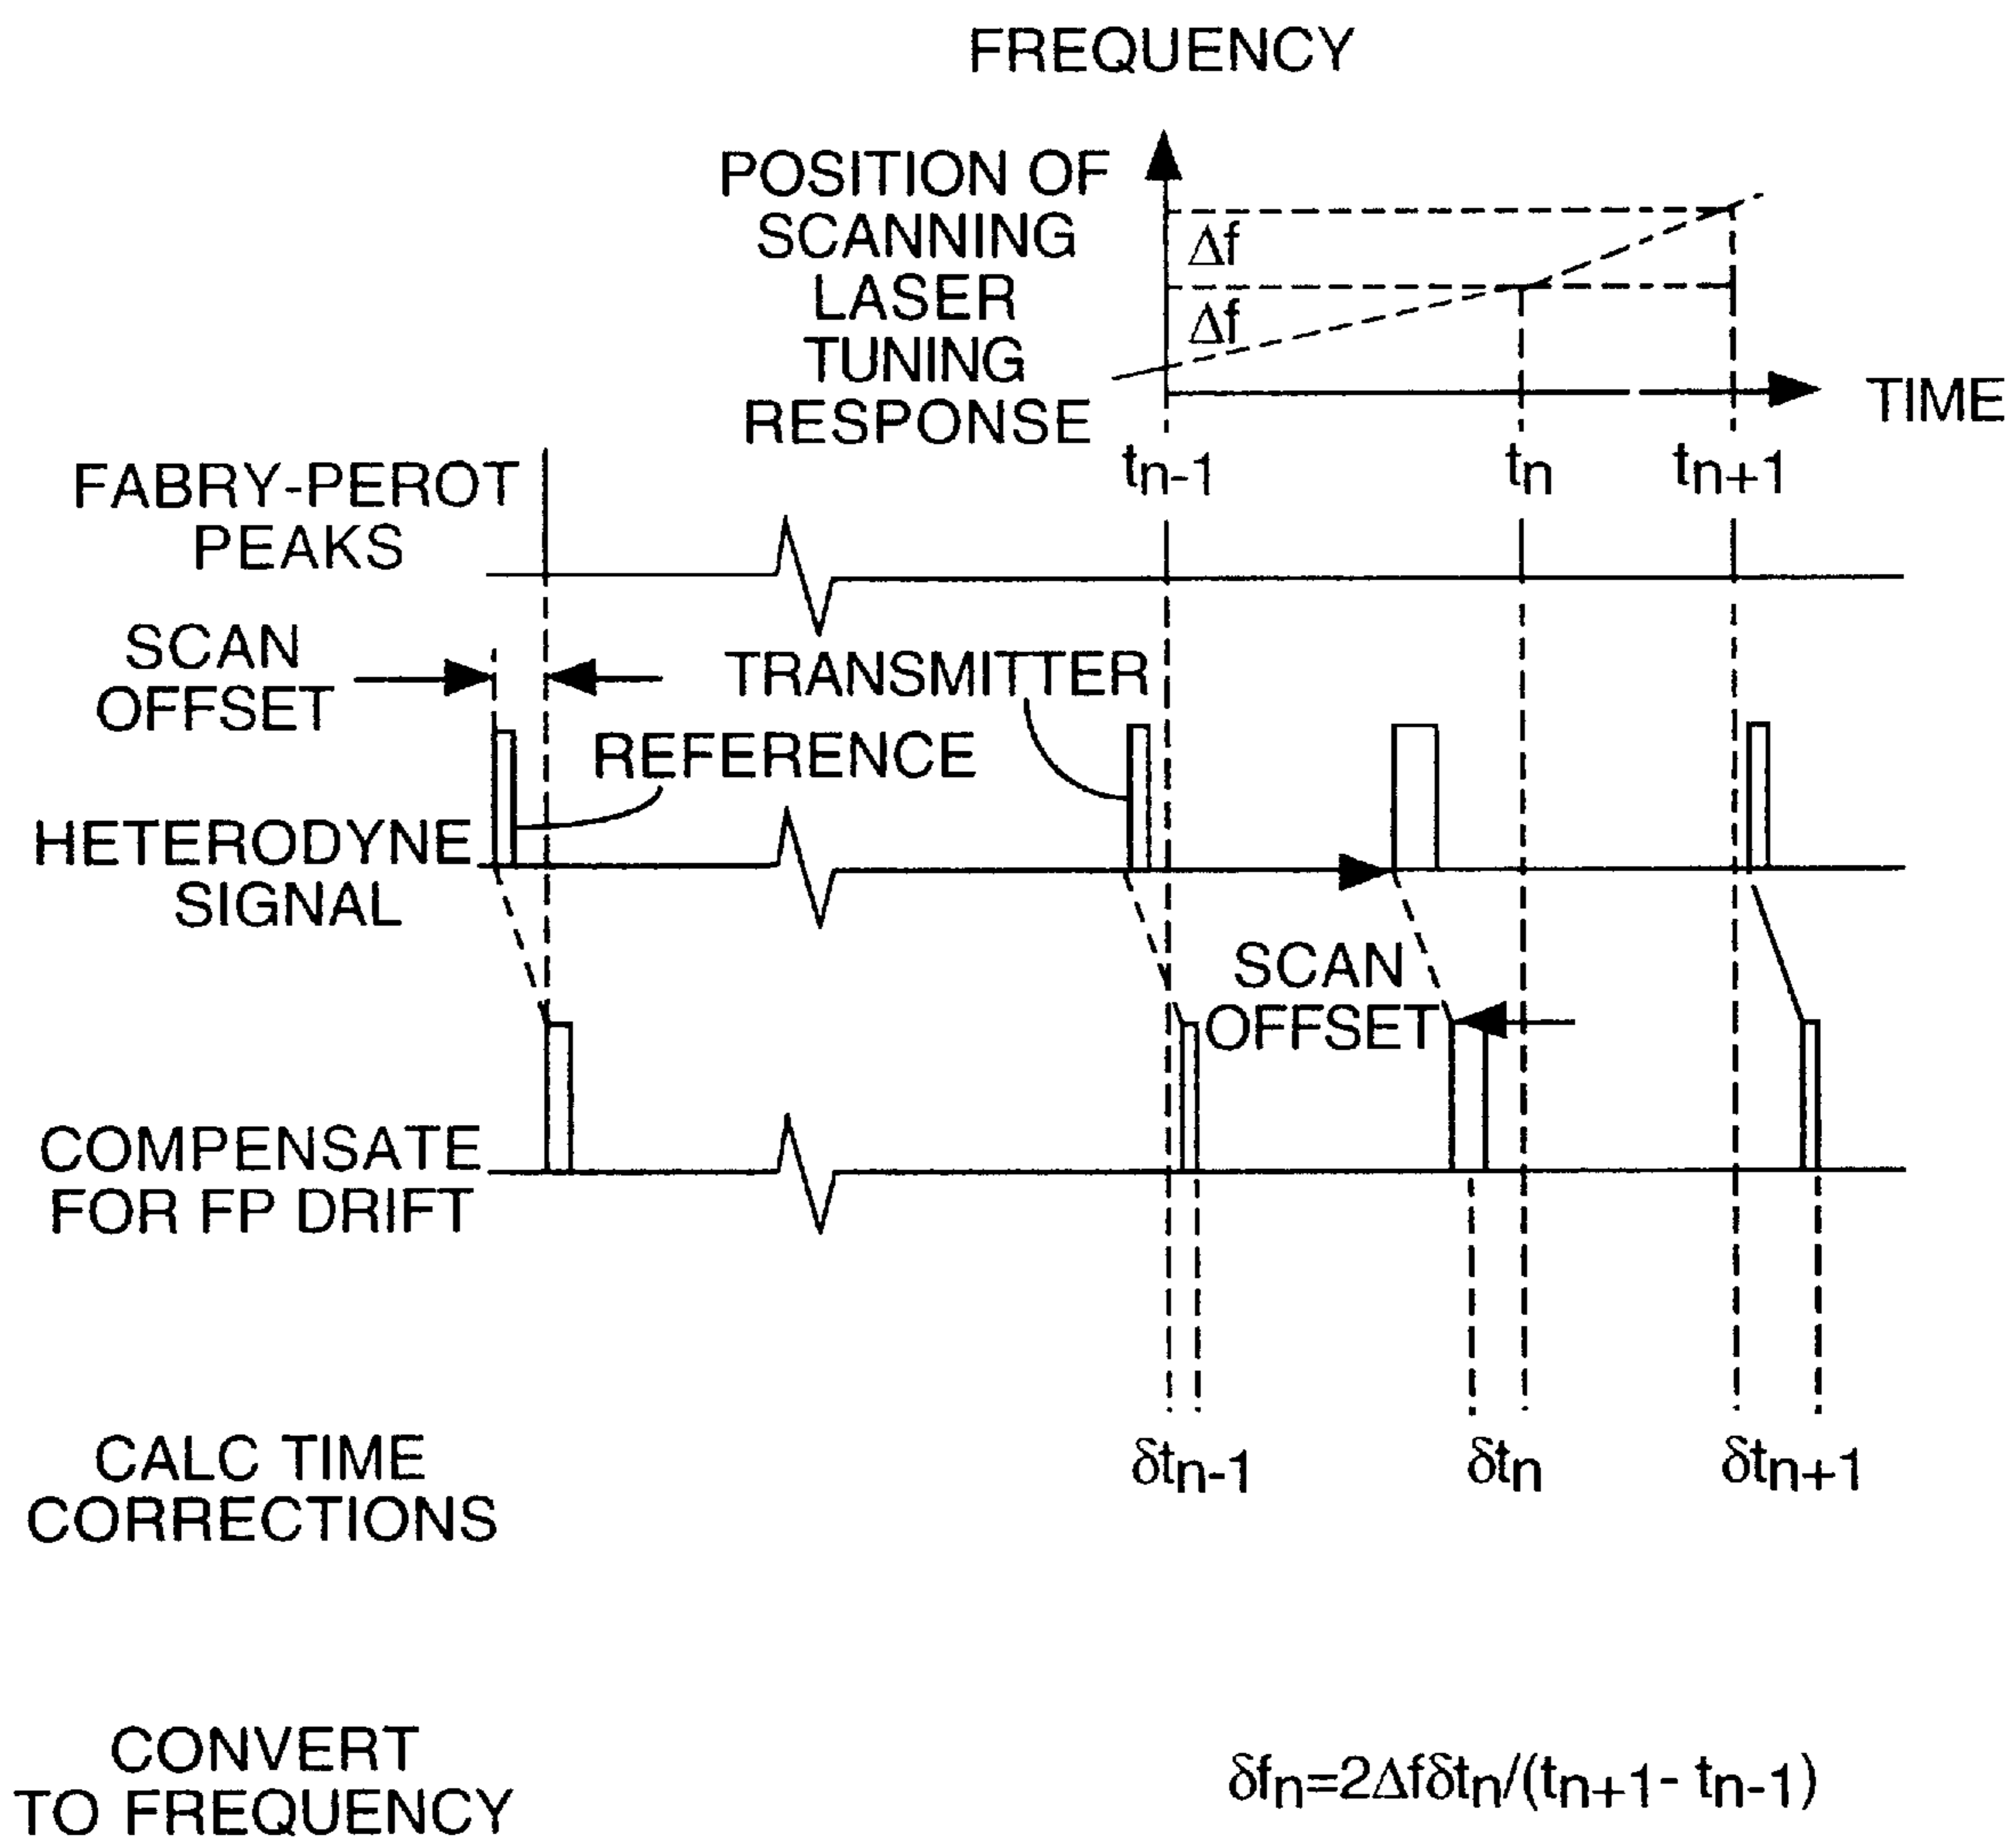 FREQUENCY
POSITION OF
SCANNING
LASER
TUNING
RESPONSE
Δf
Δf
TIME
tn-1
tn
tn+1
FABRY-PEROT
PEAKS
SCAN
OFFSET
TRANSMITTER
REFERENCE
HETERODYNE
SIGNAL
SCAN
OFFSET
COMPENSATE
FOR FP DRIFT
CALC TIME
CORRECTIONS
δtn-1
δtn
δtn+1
CONVERT
TO FREQUENCY
δfn=2Δfδtn/(tn+1- tn-1)